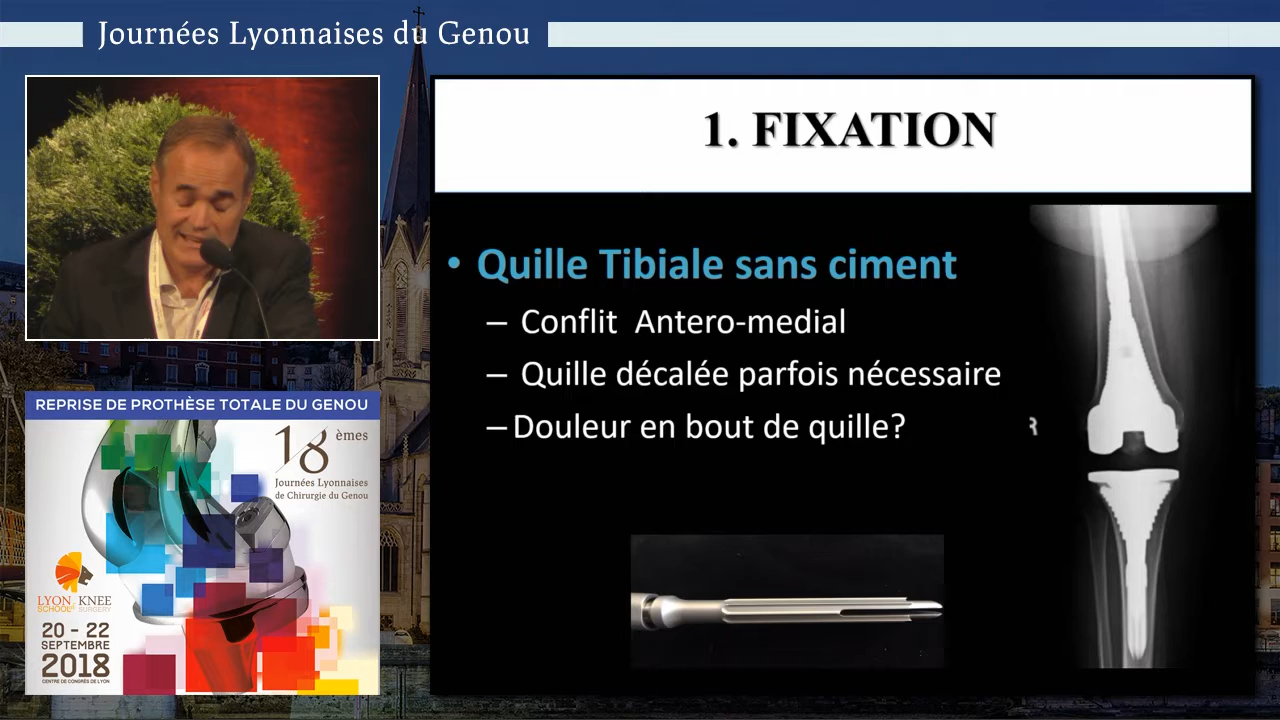 Journées Lyonnaises du Genou
1. FIXATION
• Quille Tibiale sans ciment
– Conflit Antero-medial
– Quille décalée parfois nécessaire
– Douleur en bout de quille?
R
REPRISE DE PROTHÈSE TOTALE DU GENOU
18 èmes
Journées Lyonnaises
de Chirurgie du Genou
LYON KNEE
SCHOOL OF SURGERY
20 - 22
SEPTEMBRE
2018
CENTRE DE CONGRÈS DE LYON